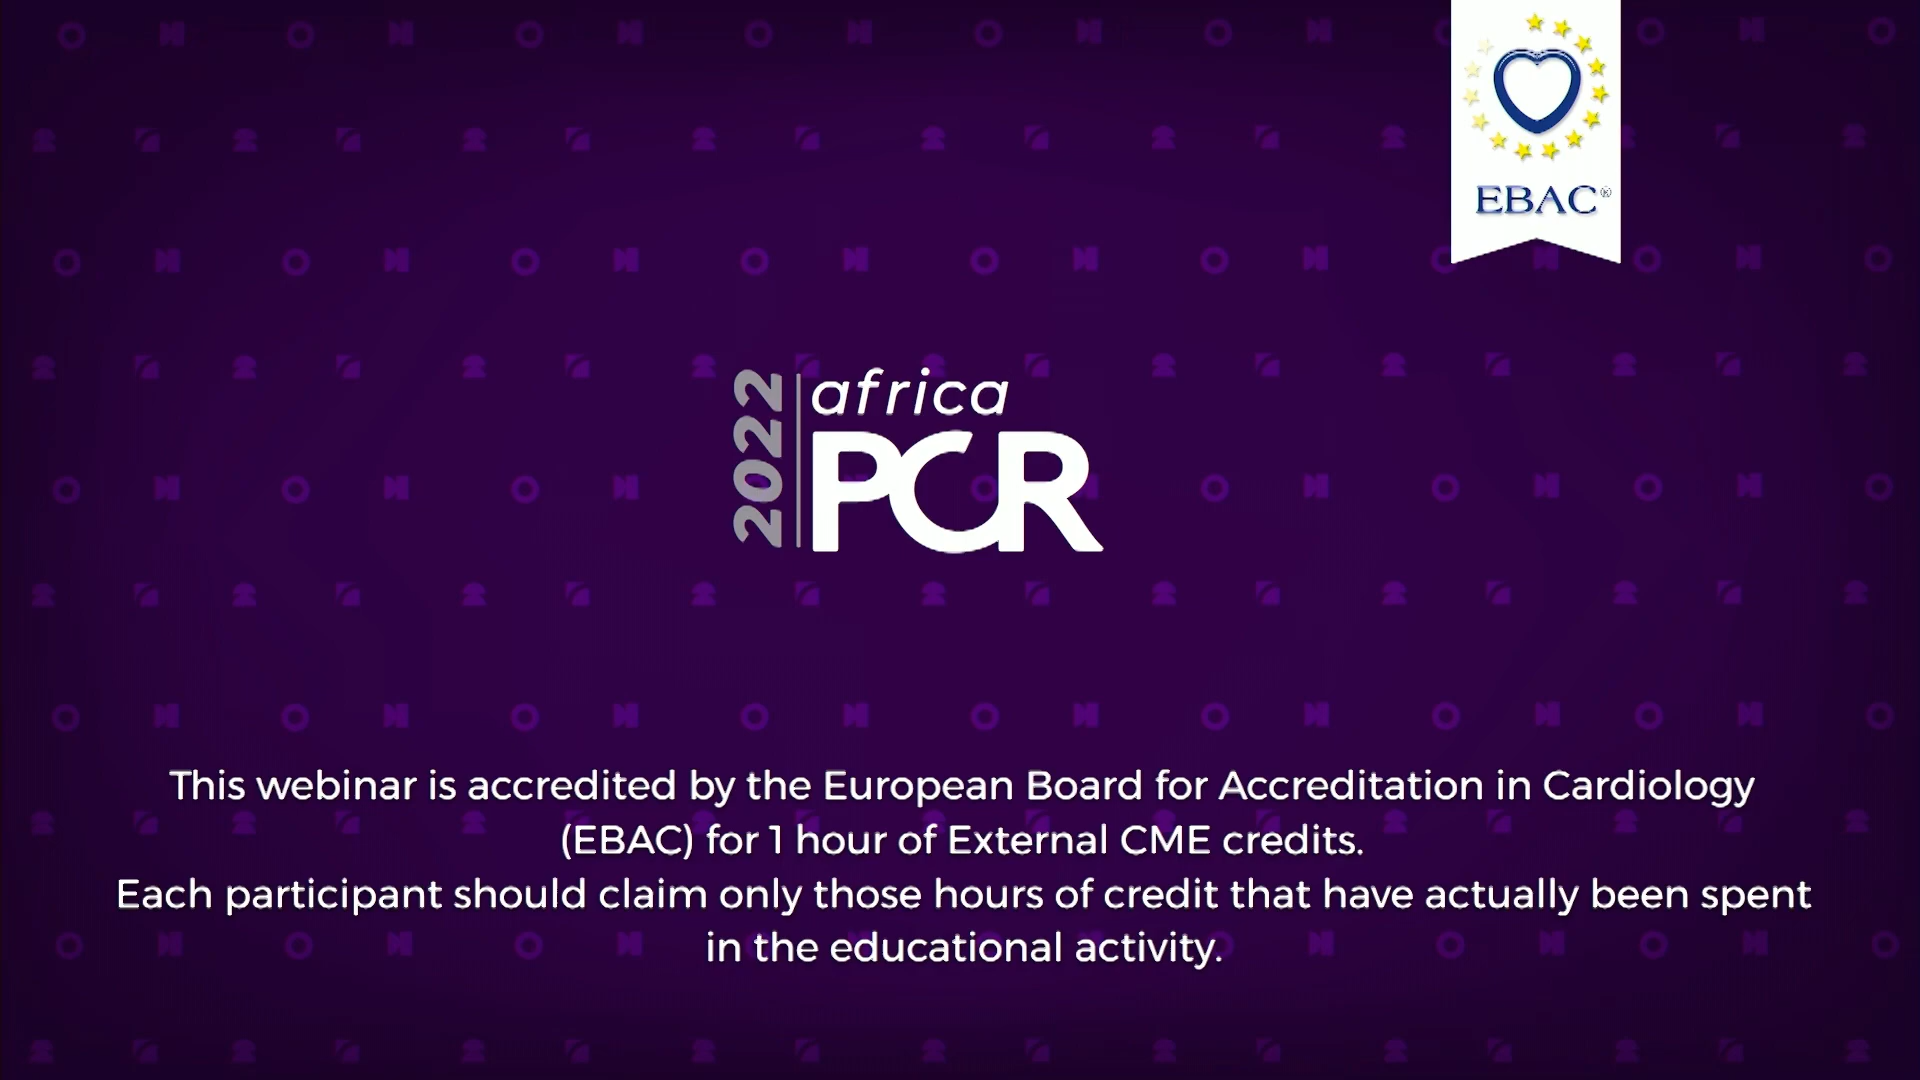 EBAC®
2022
africa
PCR
This webinar is accredited by the European Board for Accreditation in Cardiology
(EBAC) for 1 hour of External CME credits.
Each participant should claim only those hours of credit that have actually been spent
in the educational activity.